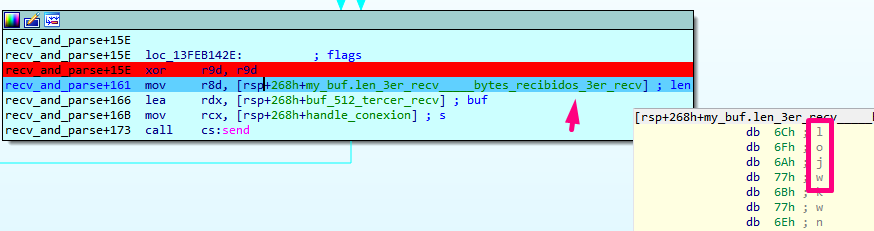 recv_and_parse+15E
recv_and_parse+15E loc_13FEB142E: ; flags
recv_and_parse+15E xor r9d, r9d
recv_and_parse+161 mov r8d, [rsp+268h+my_buf.len_3er_recv_____bytes_recibidos_3er_recv] ; len
recv_and_parse+166 lea rdx, [rsp+268h+buf_512_tercer_recv] ; buf
recv_and_parse+16B mov rcx, [rsp+268h+handle_conexion] ; s
recv_and_parse+173 call cs:send
[rsp+268h+my_buf.len_3er_recv_____b
db 6Ch ; l
db 6Fh ; o
db 6Ah ; j
db 77h ; w
db 6Bh ; k
db 77h ; w
db 6Eh ; n